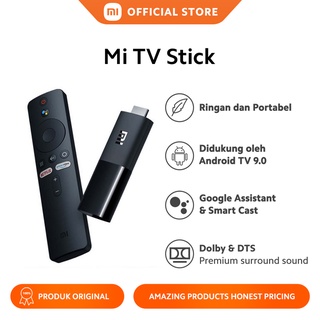 OFFICIAL STORE
Mi TV Stick
Ringan dan Portabel
Didukung oleh
Android TV 9.0
Google Assistant
& Smart Cast
Dolby & DTS
Premium surround sound
PRODUK ORIGINAL
AMAZING PRODUCTS HONEST PRICING